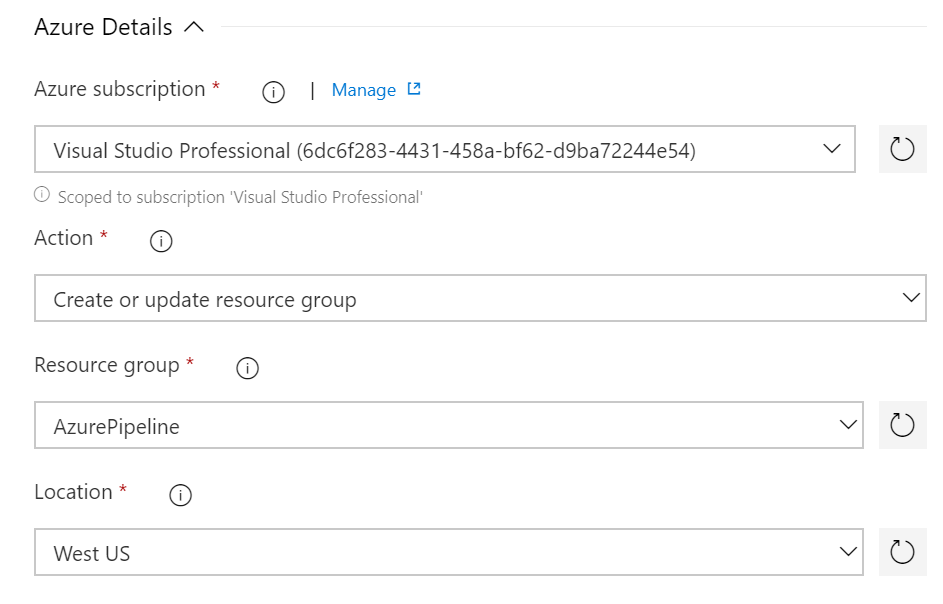 Azure Details
Azure subscription * | Manage
Visual Studio Professional (6dc6f283-4431-458a-bf62-d9ba72244e54)
Scoped to subscription 'Visual Studio Professional'
Action *
Create or update resource group
Resource group *
AzurePipeline
Location *
West US